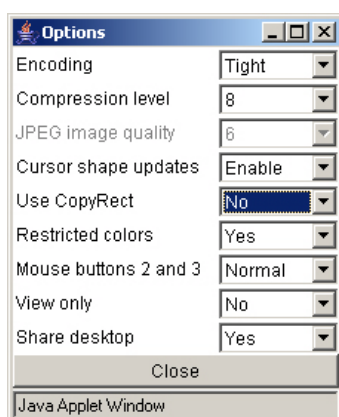 Options
Encoding Tight
Compression level 8
JPEG image quality 6
Cursor shape updates Enable
Use CopyRect No
Restricted colors Yes
Mouse buttons 2 and 3 Normal
View only No
Share desktop Yes
Close
Java Applet Window